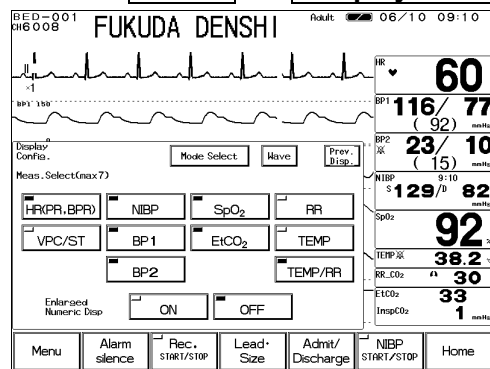 BED-001
CH6008
FUKUDA DENSHI
Adult
06/10 09:10
×1
HR
60
BP1 150
BP1
116/ 77
( 92) mmHg
0
BP2
23/ 10
( 15) mmHg
Display
Config.
Mode Select
Wave
Prev.
Disp.
Meas.Select(max7)
NIBP 9:10
S 129/D 82
HR(PR,BPR)
NIBP
SpO2
RR
VPC/ST
BP1
EtCO2
TEMP
BP2
TEMP/RR
SpO2
92 %
TEMP
38.2
RR_CO2
30
EtCO2
33
InspCO2
1 mmHg
Enlarged
Numeric Disp
ON
OFF
Menu
Alarm
silence
Rec.
START/STOP
Lead·
Size
Admit/
Discharge
NIBP
START/STOP
Home